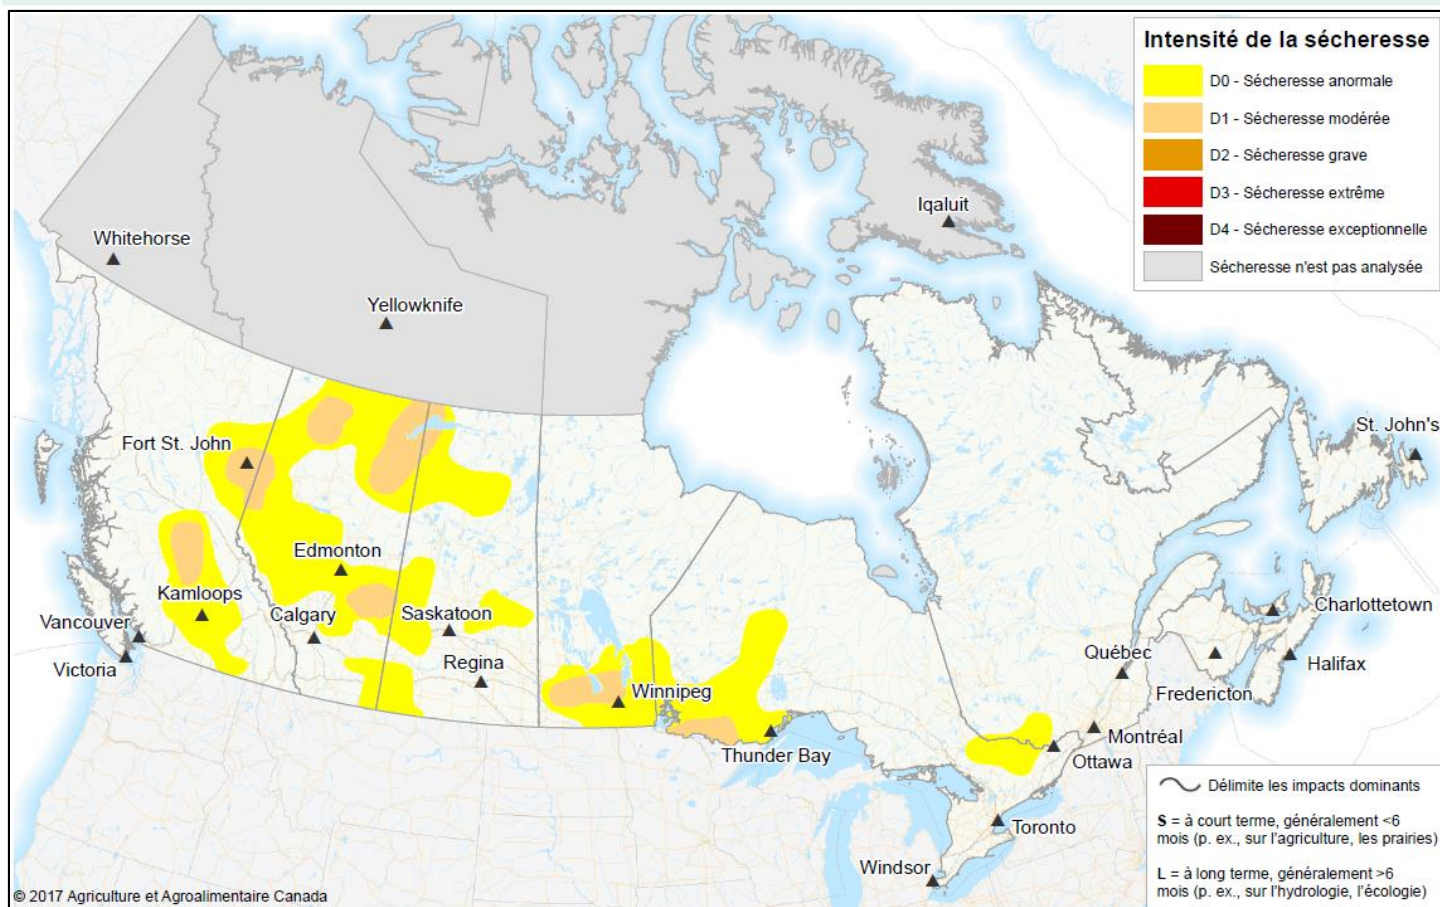 Intensité de la sécheresse
D0 - Sécheresse anormale
D1 - Sécheresse modérée
D2 - Sécheresse grave
D3 - Sécheresse extrême
D4 - Sécheresse exceptionnelle
Sécheresse n'est pas analysée
Iqaluit
Whitehorse
Yellowknife
Fort St. John
St. John's
Edmonton
Kamloops
Calgary
Saskatoon
Vancouver
Charlottetown
Victoria
Regina
Québec
Halifax
Winnipeg
Fredericton
Thunder Bay
Montréal
Ottawa
Toronto
Windsor
Délimite les impacts dominants
S = à court terme, généralement <6
mois (p. ex., sur l'agriculture, les prairies)
L = à long terme, généralement >6
mois (p. ex., sur l'hydrologie, l'écologie)
© 2017 Agriculture et Agroalimentaire Canada